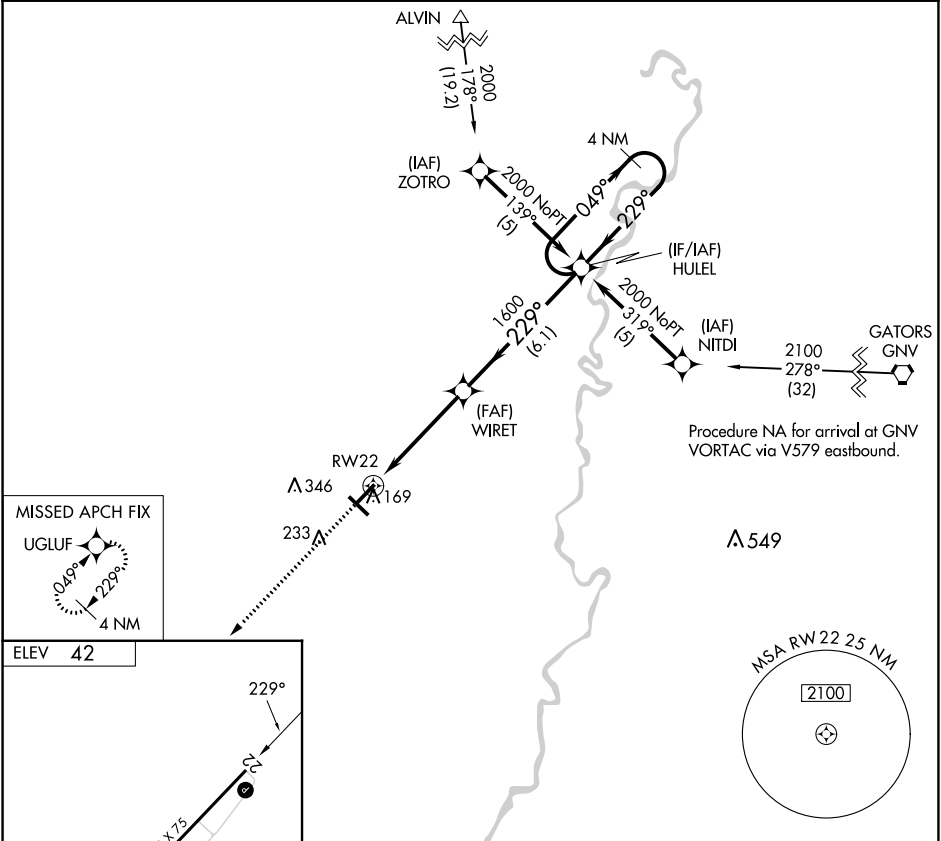 ALVIN
2000
178°
(19.2)
(IAF)
ZOTRO
2000 NoPT
139°
(5)
4 NM
049°
229°
(IF/IAF)
HULEL
2000 NoPT
319°
(5)
(IAF)
NITDI
GATORS
GNV
2100
278°
(32)
1600
229°
(6.1)
(FAF)
WIRET
Procedure NA for arrival at GNV
VORTAC via V579 eastbound.
RW22
346
169
233
549
MISSED APCH FIX
UGLUF
049°
229°
4 NM
ELEV 42
229°
22
P
X 75
MSA RW 22 25 NM
2100